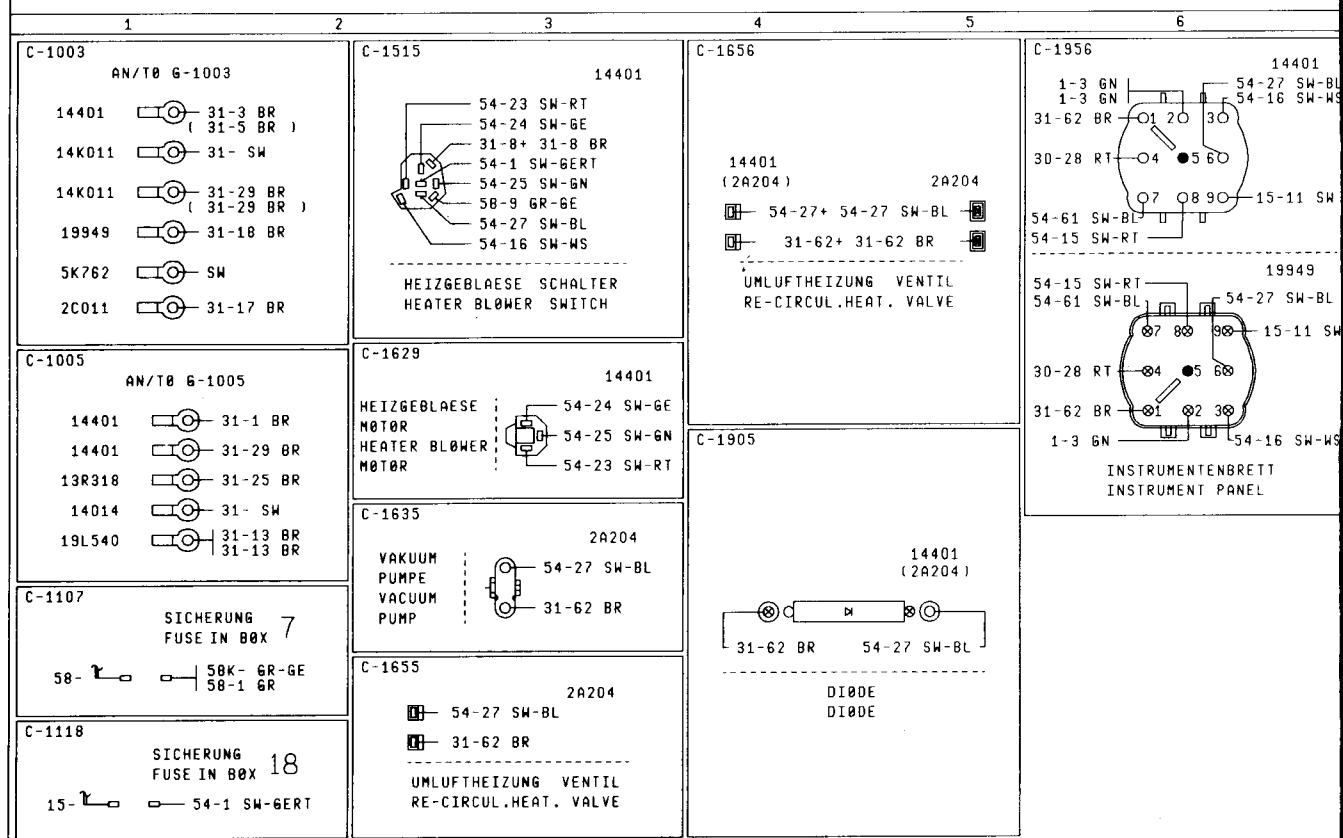 1 2 3 4 5 6
C-1003
AN/TØ G-1003
14401 31-3 BR
( 31-5 BR )
14K011 31- SW
14K011 31-29 BR
( 31-29 BR )
19949 31-18 BR
5K762 SW
2C011 31-17 BR
C-1005
AN/TØ G-1005
14401 31-1 BR
14401 31-29 BR
13R318 31-25 BR
14014 31- SW
19L540 31-13 BR
31-13 BR
C-1107
SICHERUNG 7
FUSE IN BØX
58- 58K- GR-GE
58-1 GR
C-1118
SICHERUNG 18
FUSE IN BØX
15- 54-1 SW-GERT
C-1515
14401
54-23 SW-RT
54-24 SW-GE
31-8+ 31-8 BR
54-1 SW-GERT
54-25 SW-GN
58-9 GR-GE
54-27 SW-BL
54-16 SW-WS
HEIZGEBLAESE SCHALTER
HEATER BLØWER SWITCH
C-1629
14401
HEIZGEBLAESE
MØTØR
HEATER BLØWER
MØTØR
54-24 SW-GE
54-25 SW-GN
54-23 SW-RT
C-1635
2A204
VAKUUM
PUMPE
VACUUM
PUMP
54-27 SW-BL
31-62 BR
C-1655
2A204
54-27 SW-BL
31-62 BR
UMLUFTHEIZUNG VENTIL
RE-CIRCUL.HEAT. VALVE
C-1656
14401
(2A204) 2A204
54-27+ 54-27 SW-BL
31-62+ 31-62 BR
UMLUFTHEIZUNG VENTIL
RE-CIRCUL.HEAT. VALVE
C-1905
14401
(2A204)
31-62 BR 54-27 SW-BL
DIØDE
DIØDE
C-1956
14401
1-3 GN 54-27 SW-BL
1-3 GN 54-16 SW-WS
31-62 BR 1 2 3
30-28 RT 4 5 6
7 8 9 15-11 SW
54-61 SW-BL
54-15 SW-RT
19949
54-15 SW-RT
54-61 SW-BL 54-27 SW-BL
7 8 9 15-11 SW
30-28 RT 4 5 6
31-62 BR 1 2 3
1-3 GN 54-16 SW-WS
INSTRUMENTENBRETT
INSTRUMENT PANEL